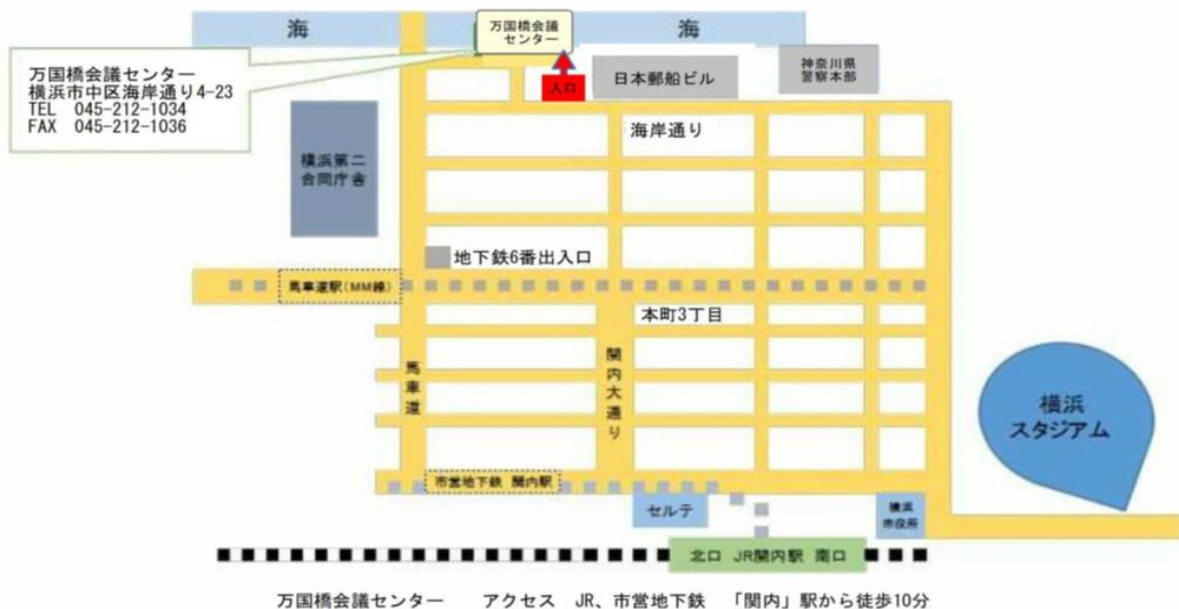 海
万国橋会議
センター
海
万国橋会議センター
横浜市中区海岸通り4-23
TEL 045-212-1034
FAX 045-212-1036
入口
日本郵船ビル
神奈川県
警察本部
海岸通り
横浜第二
合同庁舎
地下鉄6番出入口
馬車道駅(MM線)
本町3丁目
馬車道
関内大通り
横浜
スタジアム
市営地下鉄 関内駅
セルテ
横浜
市役所
北口 JR関内駅 南口
万国橋会議センター アクセス JR、市営地下鉄 「関内」駅から徒歩10分